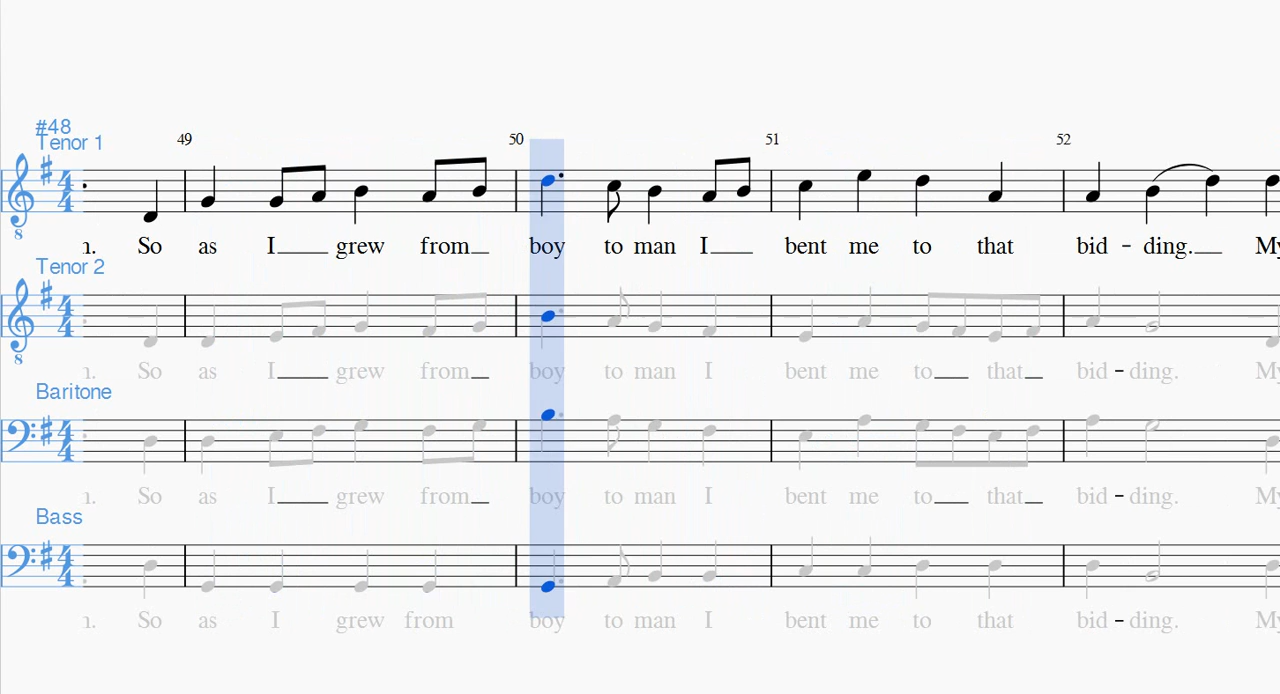 #48
Tenor 1
49 50 51 52
8
n. So as I grew from boy to man I bent me to that bid - ding. My
Tenor 2
8
n. So as I grew from boy to man I bent me to that bid - ding. My
Baritone
n. So as I grew from boy to man I bent me to that bid - ding. My
Bass
n. So as I grew from boy to man I bent me to that bid - ding. My